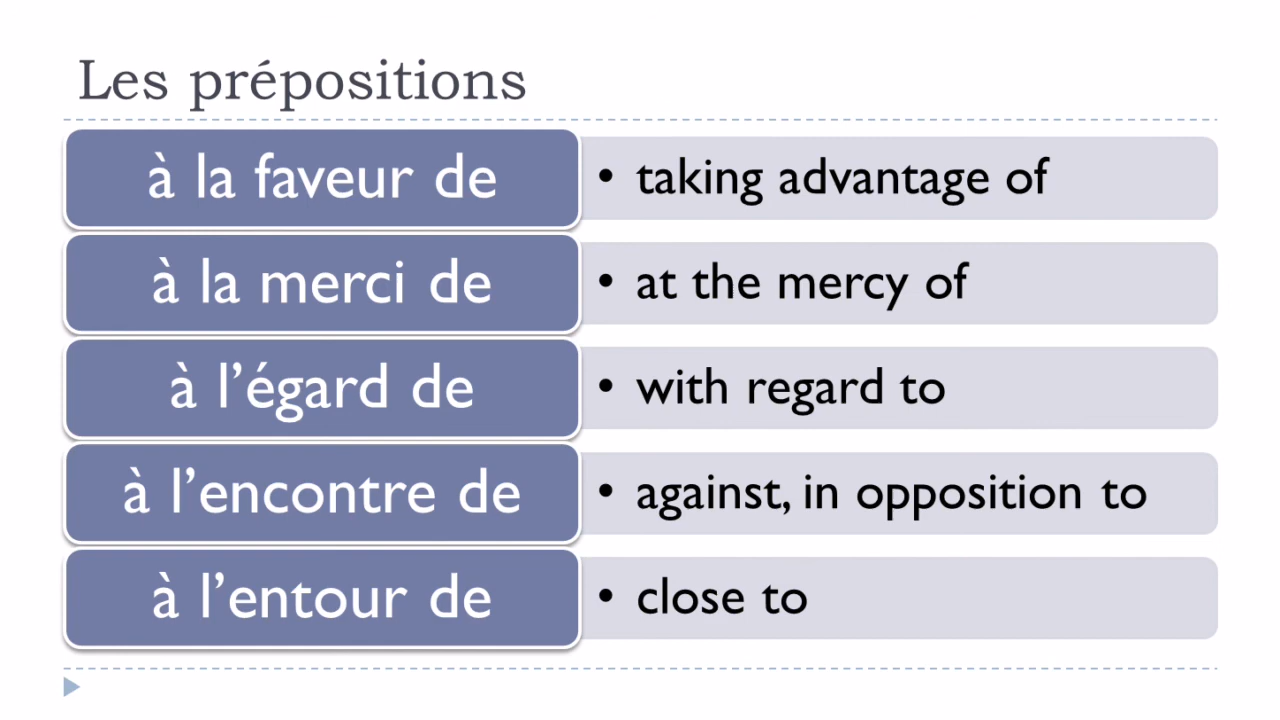 Les prépositions
à la faveur de
• taking advantage of
à la merci de
• at the mercy of
à l’égard de
• with regard to
à l’encontre de
• against, in opposition to
à l’entour de
• close to